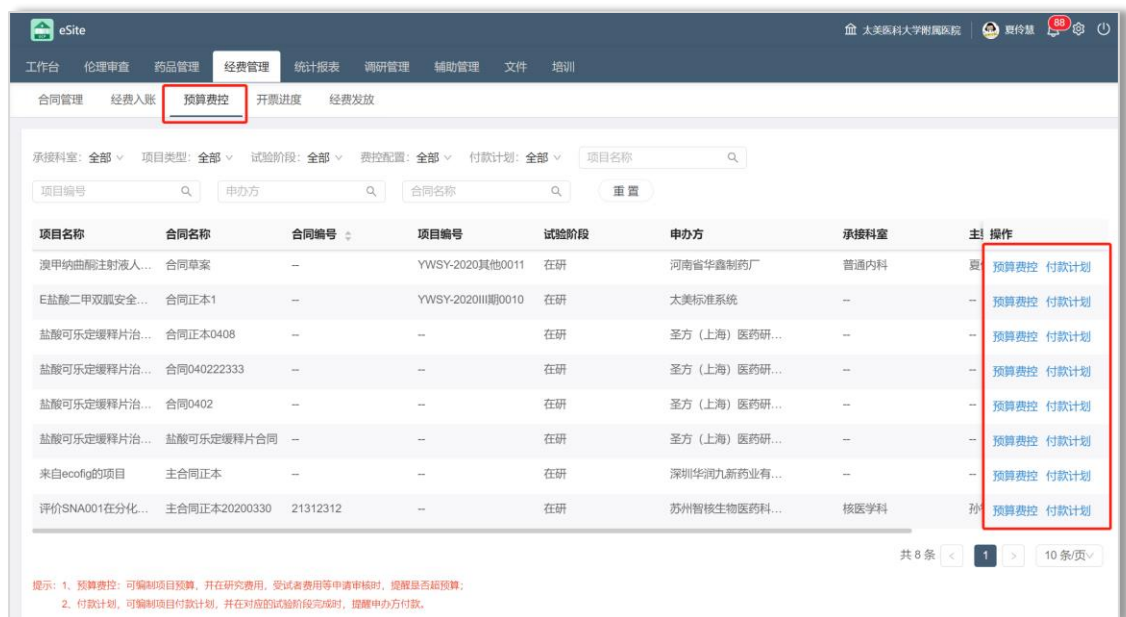 eSite 太美医科大学附属医院 夏伶慧 88
工作台 伦理审查 药品管理 经费管理 统计报表 调研管理 辅助管理 文件 培训
合同管理 经费入账 预算费控 开票进度 经费发放
承接科室: 全部 项目类型: 全部 试验阶段: 全部 费控配置: 全部 付款计划: 全部 项目名称
项目编号 申办方 合同名称 重置
项目名称 合同名称 合同编号 项目编号 试验阶段 申办方 承接科室 操作
溴甲纳曲酮注射液人... 合同草案 -- YWSY-2020其他0011 在研 河南省华鑫制药厂 普通内科 预算费控 付款计划
E盐酸二甲双胍安全... 合同正本1 -- YWSY-2020III期0010 在研 太美标准系统 -- -- 预算费控 付款计划
盐酸可乐定缓释片治... 合同正本0408 -- -- 在研 圣方（上海）医药研... -- -- 预算费控 付款计划
盐酸可乐定缓释片治... 合同040222333 -- -- 在研 圣方（上海）医药研... -- -- 预算费控 付款计划
盐酸可乐定缓释片治... 合同0402 -- -- 在研 圣方（上海）医药研... -- -- 预算费控 付款计划
盐酸可乐定缓释片治... 盐酸可乐定缓释片合同 -- -- 在研 圣方（上海）医药研... -- -- 预算费控 付款计划
来自ecofig的项目 主合同正本 -- -- 在研 深圳华润九新药业有... -- -- 预算费控 付款计划
评价SNA001在分化... 主合同正本20200330 21312312 -- 在研 苏州智核生物医药科... 核医学科 预算费控 付款计划
共 8 条 < 1 > 10 条/页
提示: 1、预算费控: 可编制项目预算，并在研究费用，受试者费用等申请审核时，提醒是否超预算;
2、付款计划，可编制项目付款计划，并在对应的试验阶段完成时，提醒申办方付款。